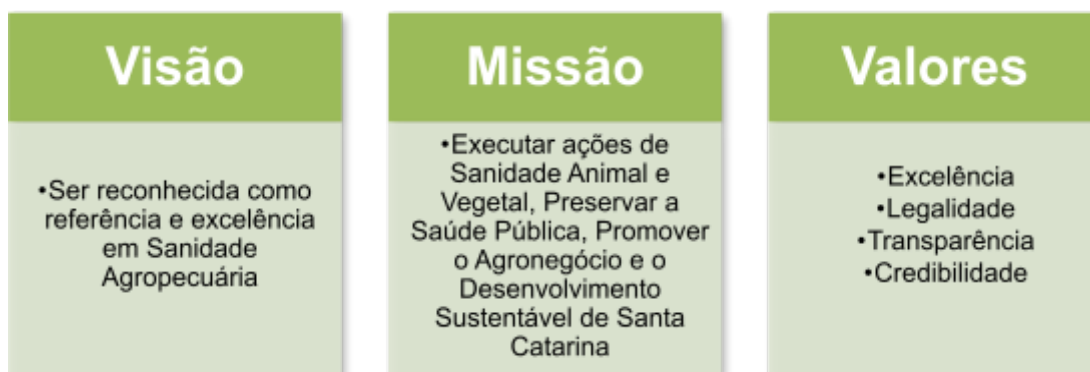 Visão
•Ser reconhecida como
referência e excelência
em Sanidade
Agropecuária
Missão
•Executar ações de
Sanidade Animal e
Vegetal, Preservar a
Saúde Pública, Promover
o Agronegócio e o
Desenvolvimento
Sustentável de Santa
Catarina
Valores
•Excelência
•Legalidade
•Transparência
•Credibilidade